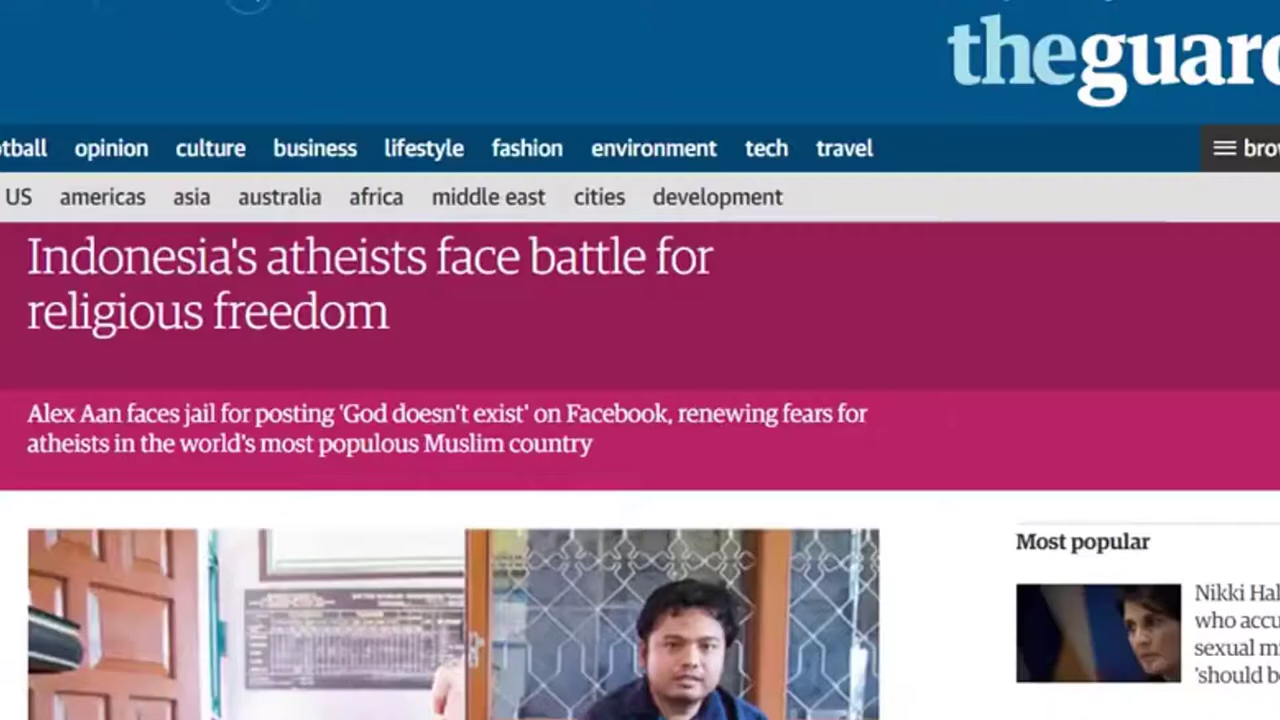 theguard
otball opinion culture business lifestyle fashion environment tech travel
brow
US americas asia australia africa middle east cities development
Indonesia's atheists face battle for
religious freedom
Alex Aan faces jail for posting 'God doesn't exist' on Facebook, renewing fears for
atheists in the world's most populous Muslim country
Most popular
Nikki Hal
who accu
sexual m
'should b